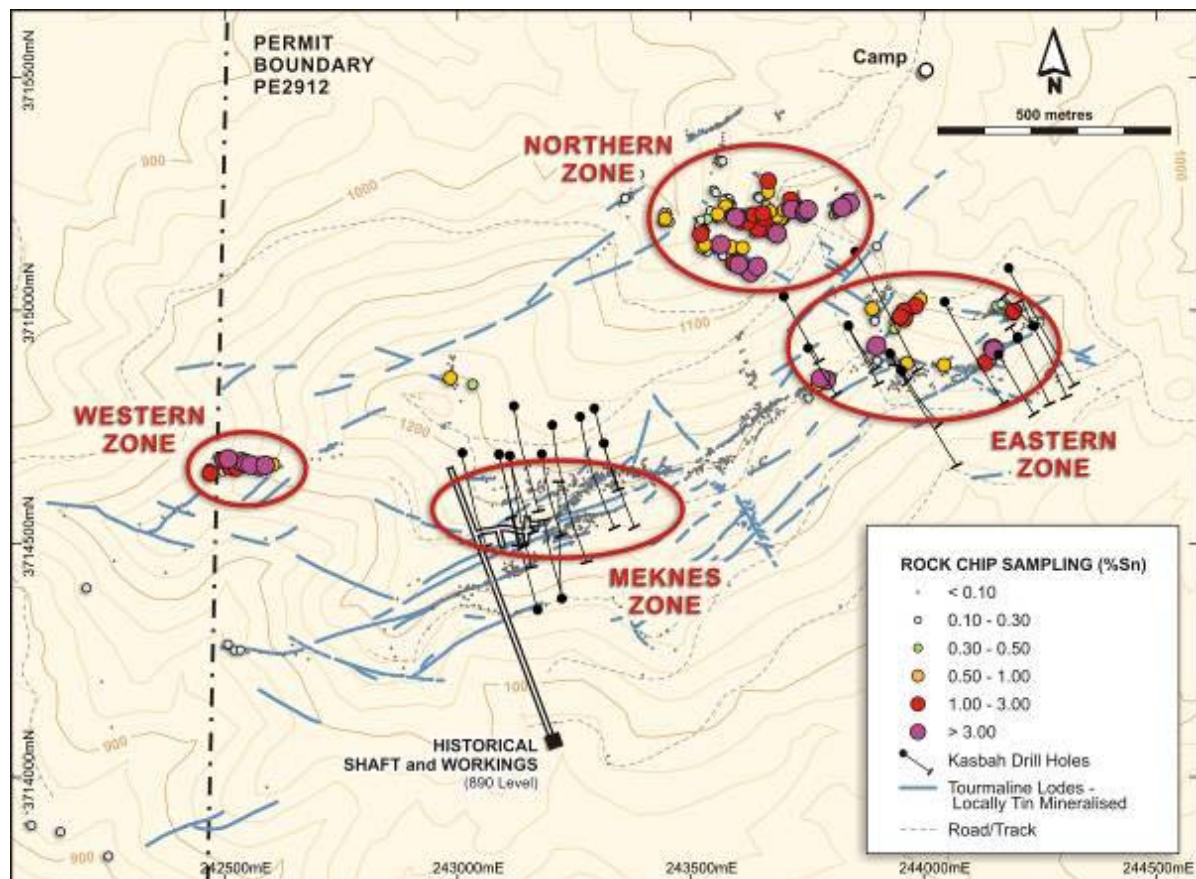 PERMIT
BOUNDARY
PE2912
Camp
N
500 metres
NORTHERN
ZONE
WESTERN
ZONE
EASTERN
ZONE
MEKNES
ZONE
HISTORICAL
SHAFT and WORKINGS
(890 Level)
900
1000
1000
1100
1200
900
900
3715500mN
3715000mN
3714500mN
3714000mN
242500mE
243000mE
243500mE
244000mE
244500mE
ROCK CHIP SAMPLING (%Sn)
< 0.10
0.10 - 0.30
0.30 - 0.50
0.50 - 1.00
1.00 - 3.00
> 3.00
Kasbah Drill Holes
Tourmaline Lodes -
Locally Tin Mineralised
Road/Track